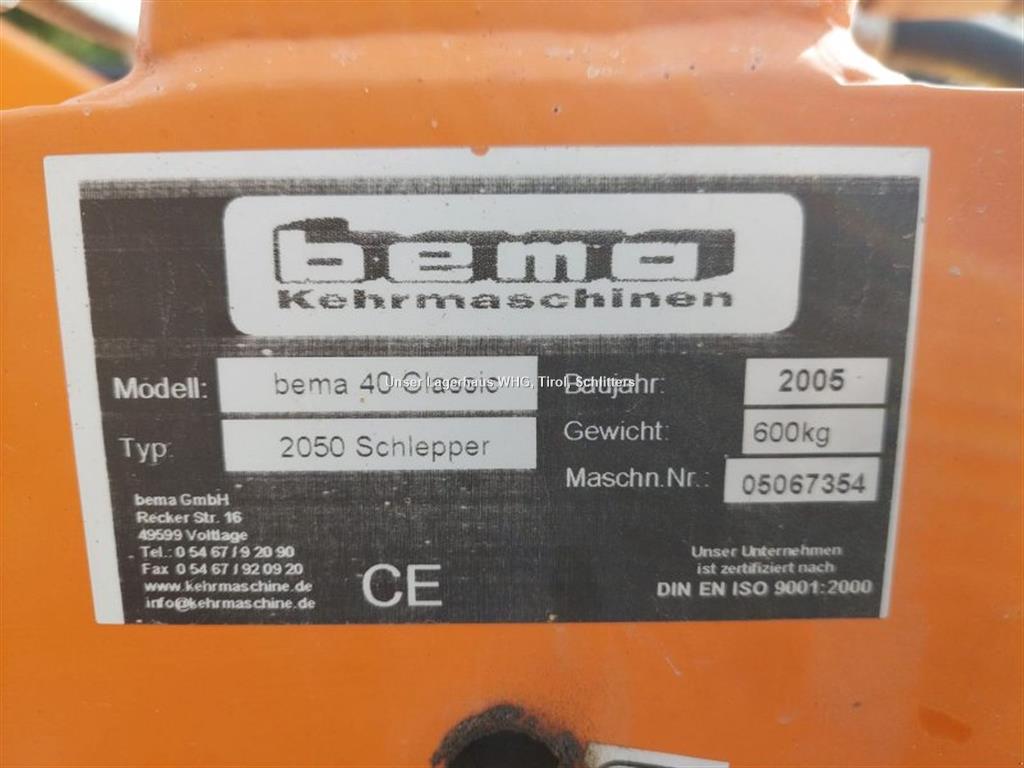 bema
Kehrmaschinen
Modell: bema 40 Classic
Typ: 2050 Schlepper
Baujahr: 2005
Gewicht: 600kg
Maschn.Nr.: 05067354
Unser Lagerhaus WHG, Tirol, Schlitters
bema GmbH
Recker Str. 16
49599 Voltlage
Tel.: 0 54 67 / 9 20 90
Fax 0 54 67 / 92 09 20
www.kehrmaschine.de
info@kehrmaschine.de
CE
Unser Unternehmen
ist zertifiziert nach
DIN EN ISO 9001:2000